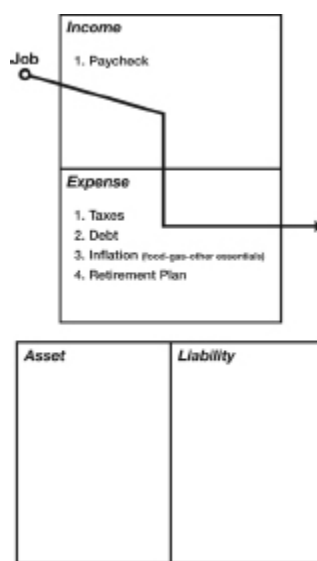 Income
Job
1. Paycheck
Expense
1. Taxes
2. Debt
3. Inflation (food-gas-other essentials)
4. Retirement Plan
Asset
Liability